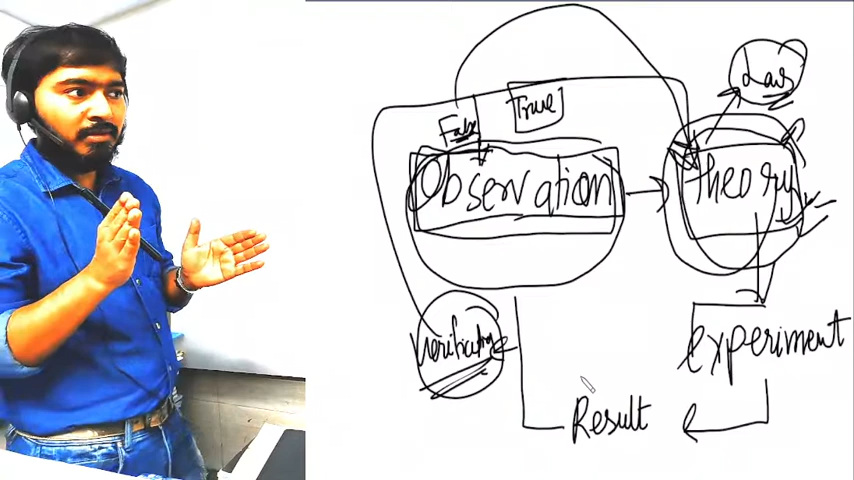 Law
True
False
Observation
Theory
Verification
experiment
Result